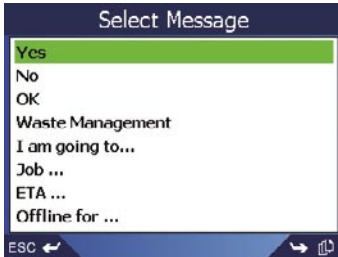 Select Message
Yes
No
OK
Waste Management
I am going to...
Job ...
ETA ...
Offline for ...
ESC